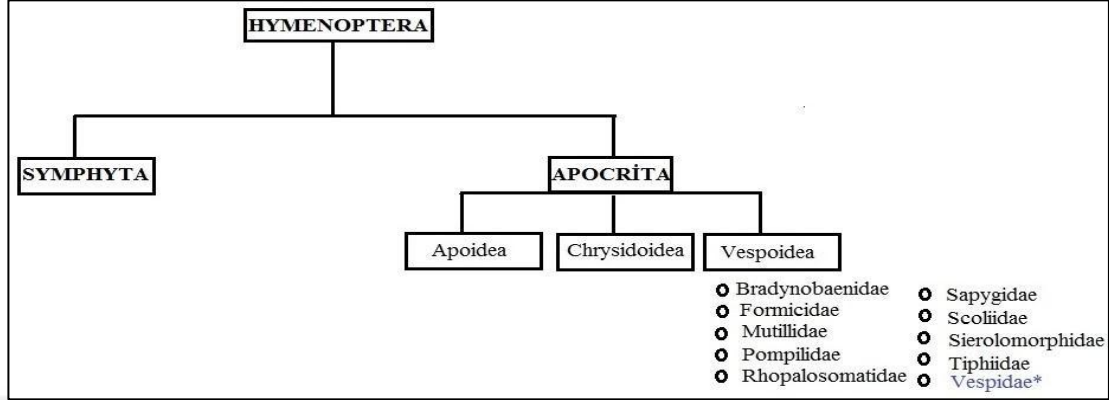 HYMENOPTERA
SYMPHYTA
APOCRİTA
Apoidea
Chrysidoidea
Vespoidea
Bradynobaenidae
Formicidae
Mutillidae
Pompilidae
Rhopalosomatidae
Sapygidae
Scoliidae
Sierolomorphidae
Tiphiidae
Vespidae*